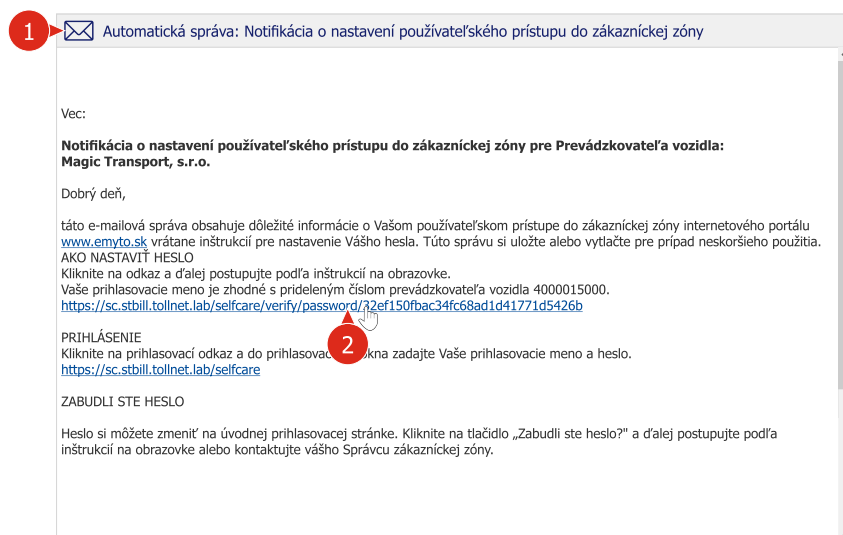 1
Automatická správa: Notifikácia o nastavení používateľského prístupu do zákazníckej zóny
Vec:
Notifikácia o nastavení používateľského prístupu do zákazníckej zóny pre Prevádzkovateľa vozidla:
Magic Transport, s.r.o.
Dobrý deň,
táto e-mailová správa obsahuje dôležité informácie o Vašom používateľskom prístupe do zákazníckej zóny internetového portálu
www.emyto.sk vrátane inštrukcií pre nastavenie Vášho hesla. Túto správu si uložte alebo vytlačte pre prípad neskoršieho použitia.
AKO NASTAVIŤ HESLO
Kliknite na odkaz a ďalej postupujte podľa inštrukcií na obrazovke.
Vaše prihlasovacie meno je zhodné s prideleným číslom prevádzkovateľa vozidla 4000015000.
https://sc.stbill.tollnet.lab/selfcare/verify/password/32ef150fbac34fc68ad1d41771d5426b
2
PRIHLÁSENIE
Kliknite na prihlasovací odkaz a do prihlasovac kna zadajte Vaše prihlasovacie meno a heslo.
https://sc.stbill.tollnet.lab/selfcare
ZABUDLI STE HESLO
Heslo si môžete zmeniť na úvodnej prihlasovacej stránke. Kliknite na tlačidlo „Zabudli ste heslo?" a ďalej postupujte podľa
inštrukcií na obrazovke alebo kontaktujte vášho Správcu zákazníckej zóny.